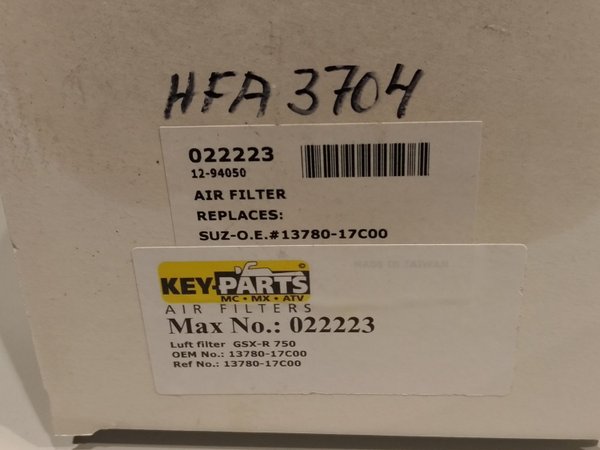 HFA 3704
022223
12-94050
AIR FILTER
REPLACES:
SUZ-O.E.#13780-17C00
KEY-PARTS
MC • MX • ATV
AIR FILTERS
Max No.: 022223
Luft filter GSX-R 750
OEM No.: 13780-17C00
Ref No.: 13780-17C00